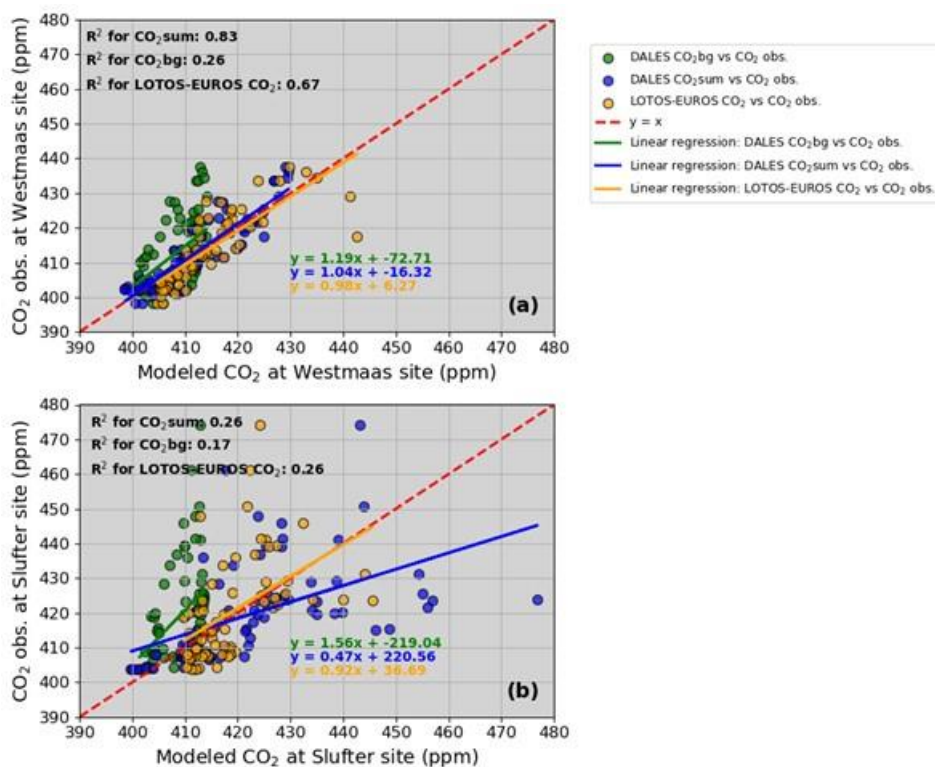 480
470
460
450
440
430
420
410
400
390
CO₂ obs. at Westmaas site (ppm)
R² for CO₂sum: 0.83
R² for CO₂bg: 0.26
R² for LOTOS-EUROS CO₂: 0.67
y = 1.19x + -72.71
y = 1.04x + -16.32
y = 0.98x + 6.27
(a)
390 400 410 420 430 440 450 460 470 480
Modeled CO₂ at Westmaas site (ppm)
DALES CO₂bg vs CO₂ obs.
DALES CO₂sum vs CO₂ obs.
LOTOS-EUROS CO₂ vs CO₂ obs.
y = x
Linear regression: DALES CO₂bg vs CO₂ obs.
Linear regression: DALES CO₂sum vs CO₂ obs.
Linear regression: LOTOS-EUROS CO₂ vs CO₂ obs.
480
470
460
450
440
430
420
410
400
390
CO₂ obs. at Slufter site (ppm)
R² for CO₂sum: 0.26
R² for CO₂bg: 0.17
R² for LOTOS-EUROS CO₂: 0.26
y = 1.56x + -219.04
y = 0.47x + 220.56
y = 0.92x + 36.69
(b)
390 400 410 420 430 440 450 460 470 480
Modeled CO₂ at Slufter site (ppm)